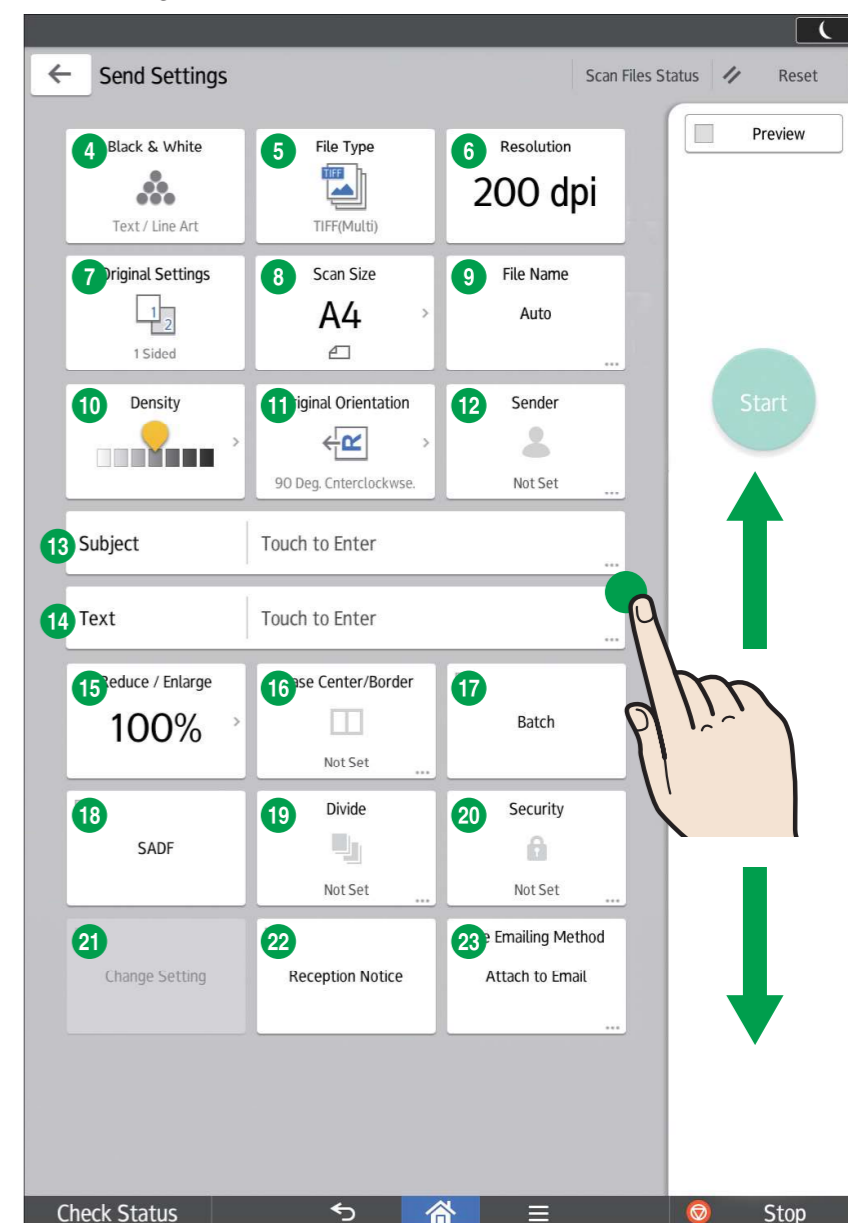 Send Settings
Scan Files Status
Reset
Preview
4 Black & White
Text / Line Art
5 File Type
TIFF
TIFF(Multi)
6 Resolution
200 dpi
7 Original Settings
1
2
1 Sided
8 Scan Size
A4
9 File Name
Auto
...
10 Density
11 riginal Orientation
R
90 Deg. Cnterclockwse.
12 Sender
Not Set
...
Start
13 Subject
Touch to Enter
...
14 Text
Touch to Enter
...
15 Reduce / Enlarge
100%
16 ase Center/Border
Not Set
...
17
Batch
18
SADF
19 Divide
Not Set
...
20 Security
Not Set
...
21
Change Setting
22
Reception Notice
23 e Emailing Method
Attach to Email
...
Check Status
Stop